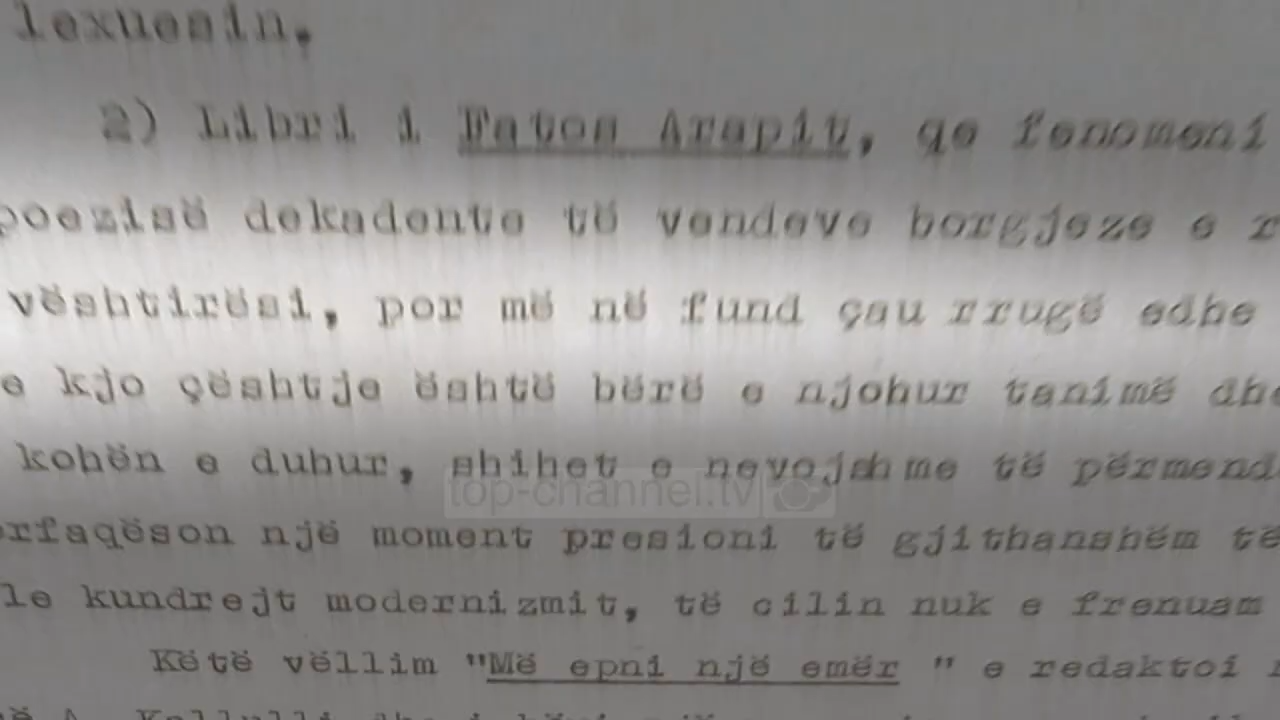 lexuesin.
2) Libri i Fatos Arapit, qe fenomeni
poezisë dekadente të vendeve borgjeze e r
vështirësi, por më në fund çau rrugë edhe
e kjo çështje është bërë e njohur tanimë dhe
kohën e duhur, shihet e nevojshme të përmend
rfaqëson një moment presioni të gjithanshëm të
le kundrejt modernizmit, të cilin nuk e frenuam
Këtë vëllim "Më epni një emër " e redaktoi
top-channel.tv